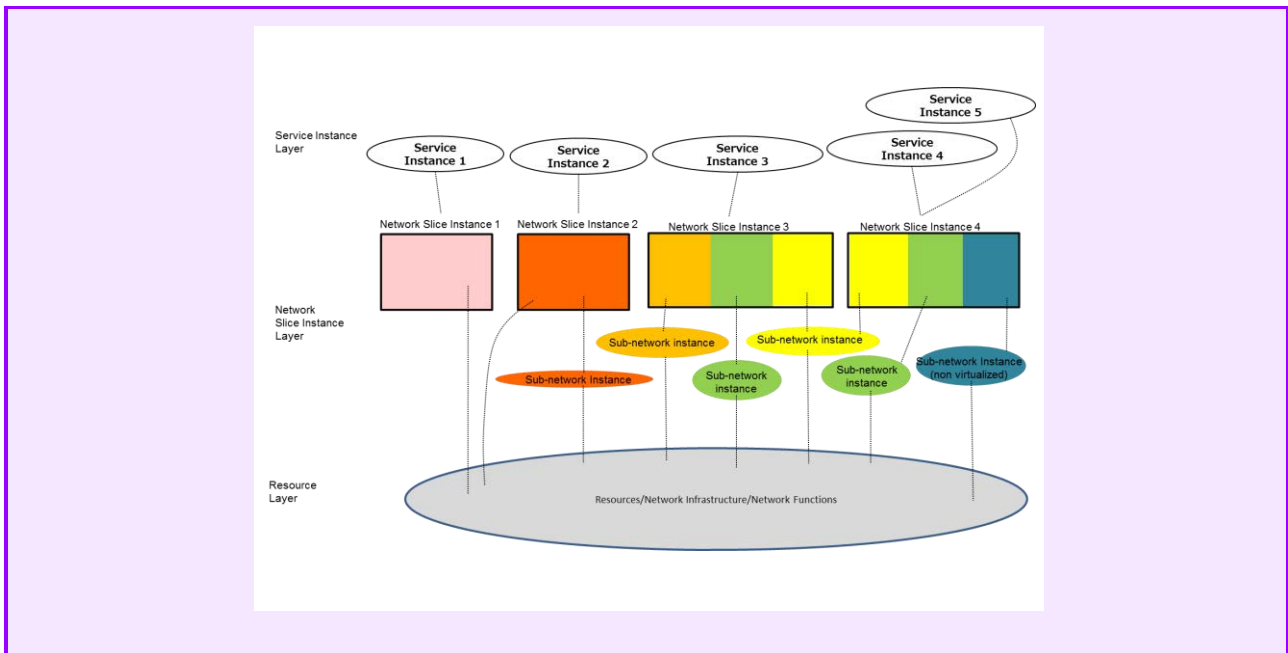 Service
Instance 5
Service Instance
Layer
Service
Instance 1
Service
Instance 2
Service
Instance 3
Service
Instance 4
Network Slice Instance 1
Network Slice Instance 2
Network Slice Instance 3
Network Slice Instance 4
Network
Slice Instance
Layer
Sub-network instance
Sub-network instance
Sub-network Instance
Sub-network
instance
Sub-network
instance
Sub-network Instance
(non virtualized)
Resource
Layer
Resources/Network Infrastructure/Network Functions